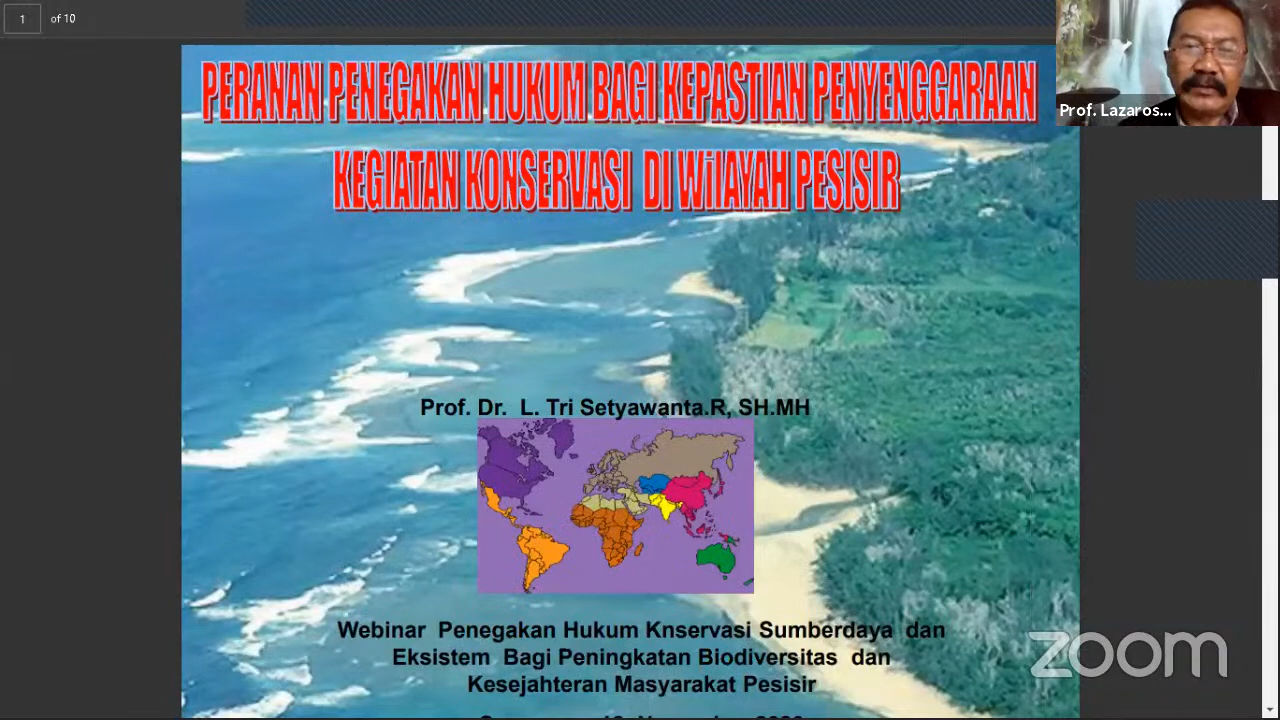 1 of 10
PERANAN PENEGAKAN HUKUM BAGI KEPASTIAN PENYENGGARAAN
KEGIATAN KONSERVASI DI WiLAYAH PESISIR
Prof. Lazaros...
Prof. Dr. L. Tri Setyawanta.R, SH.MH
Webinar Penegakan Hukum Knservasi Sumberdaya dan
Eksistem Bagi Peningkatan Biodiversitas dan
Kesejahteran Masyarakat Pesisir
zoom